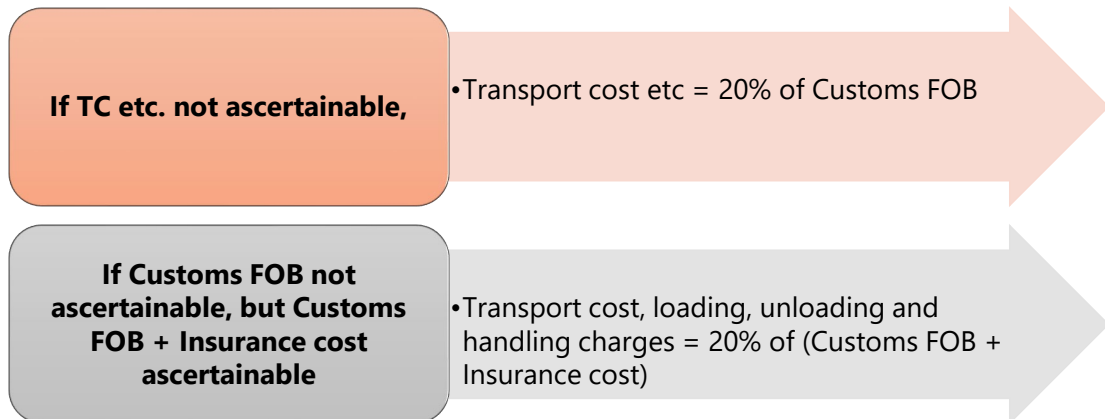 If TC etc. not ascertainable,
•Transport cost etc = 20% of Customs FOB
If Customs FOB not
ascertainable, but Customs
FOB + Insurance cost
ascertainable
•Transport cost, loading, unloading and
handling charges = 20% of (Customs FOB +
Insurance cost)